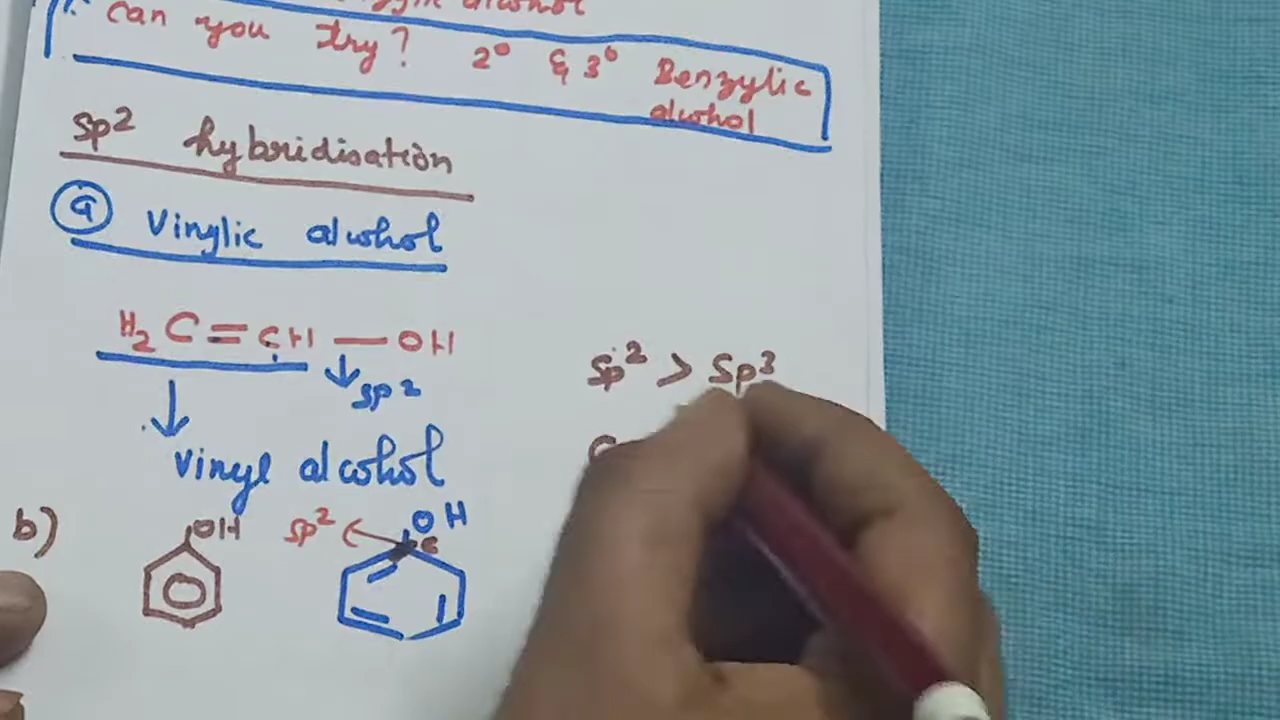 alcohol
can you try? 2° & 3° Benzylic
alcohol
sp2 hybridisation
a vinylic alcohol
H2C=CH—OH
sp2
sp2 > sp3
vinyl alcohol
b) OH sp2 OH
c